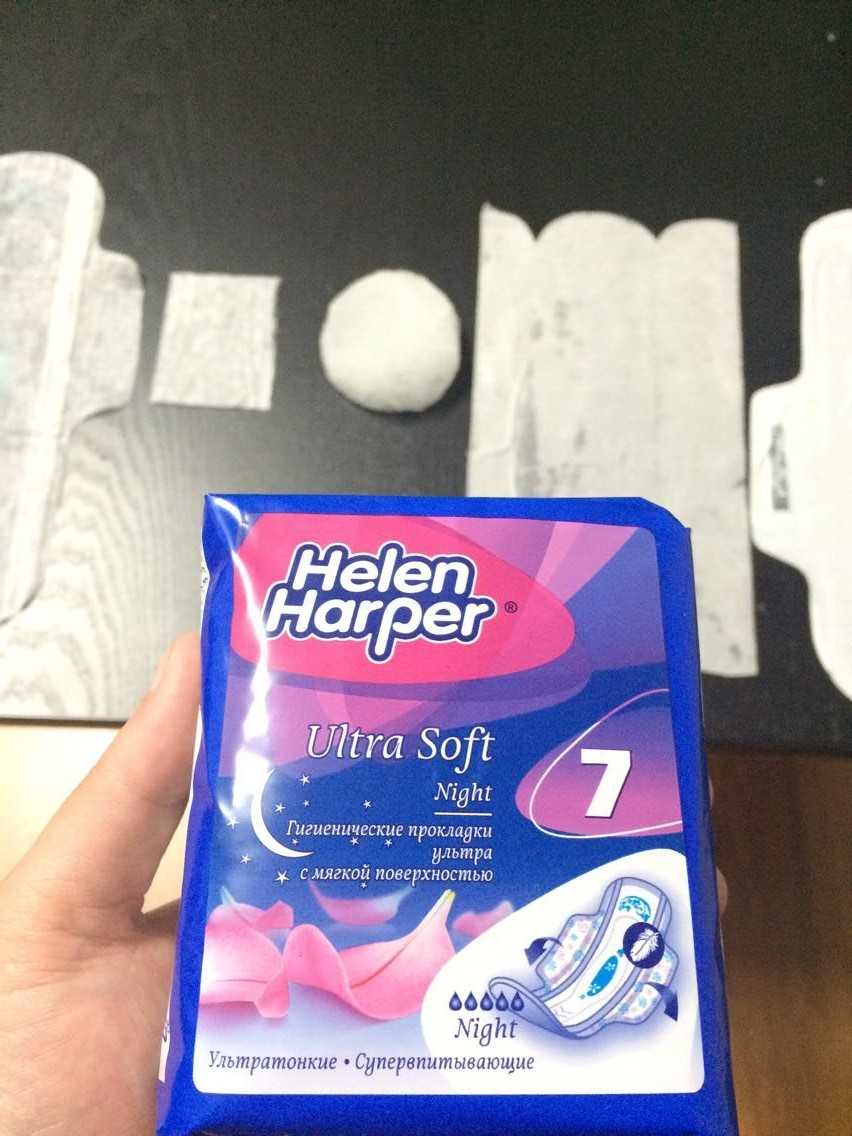 Helen
Harper ®
Ultra Soft
7
Night
Гигиенические прокладки
ультра
с мягкой поверхностью
Night
Ультратонкие • Супервпитывающие